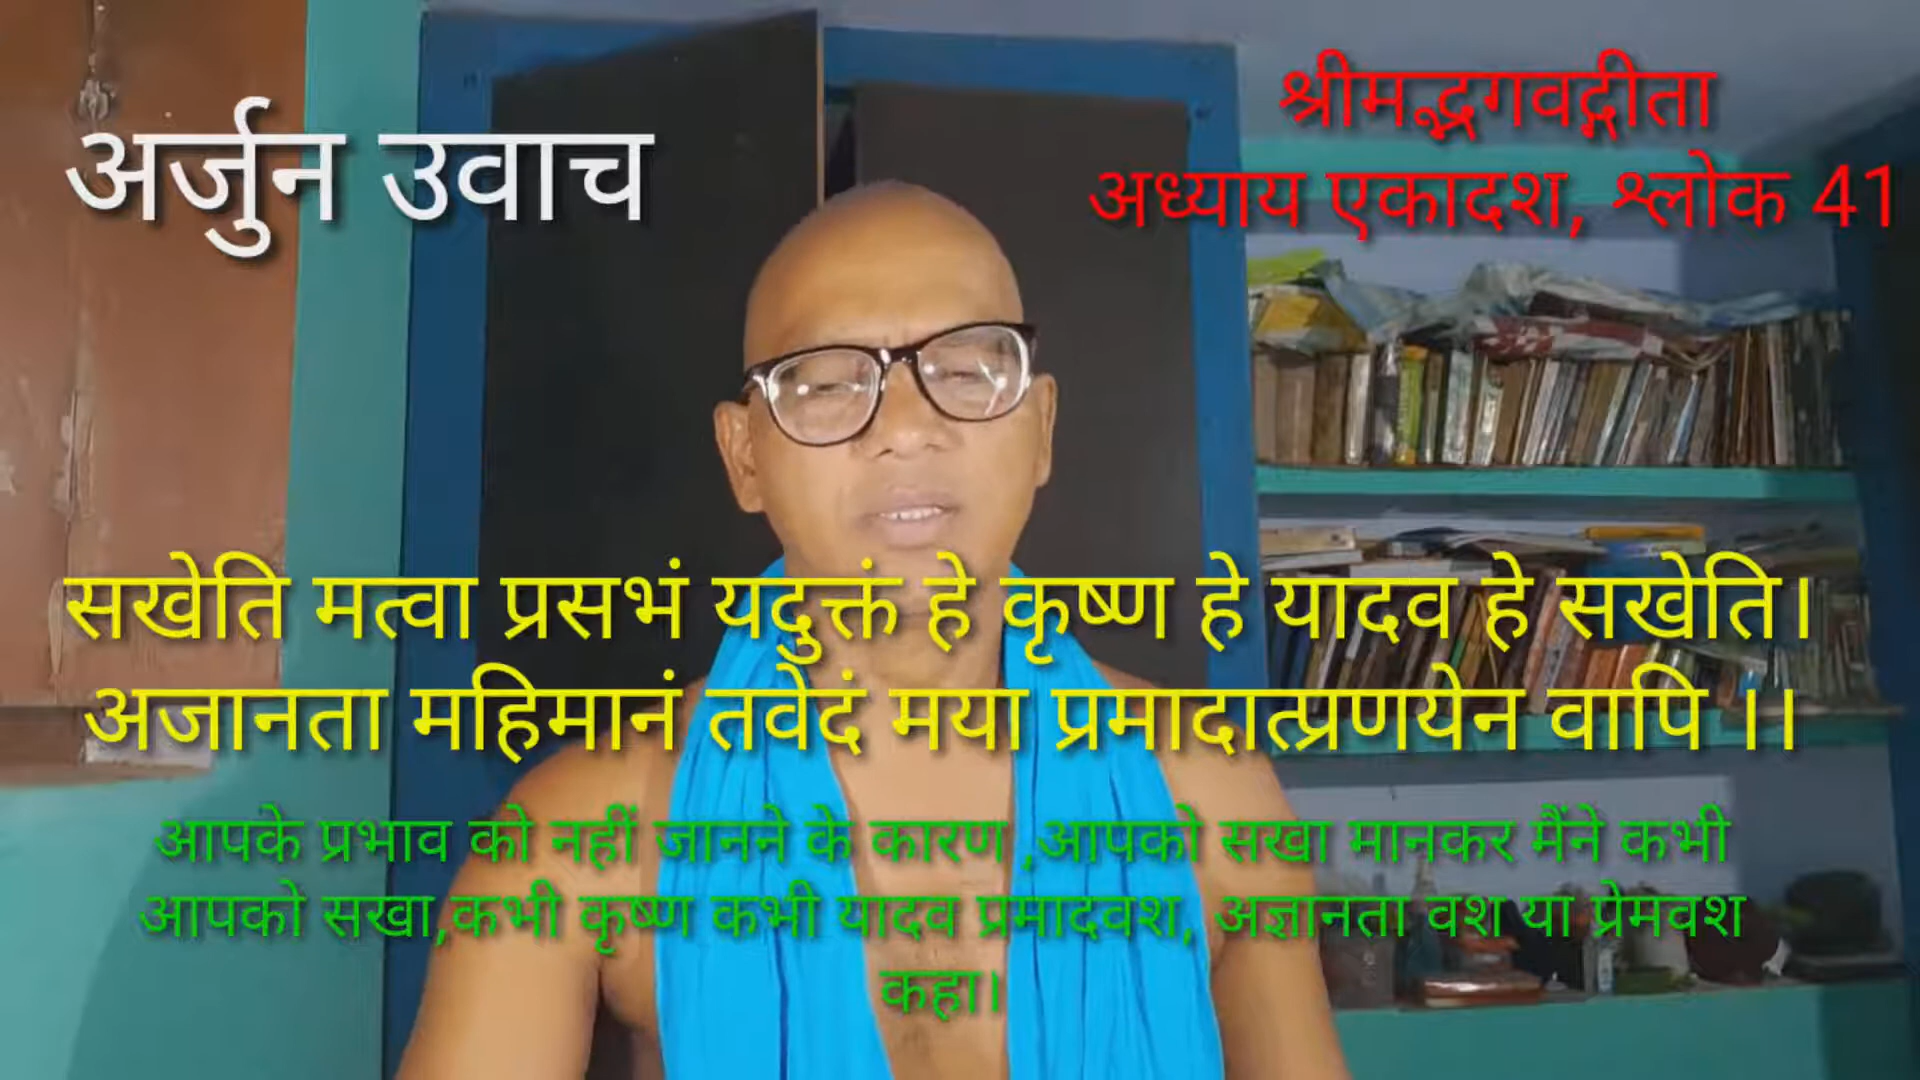 अर्जुन उवाच
श्रीमद्भगवद्गीता
अध्याय एकादश, श्लोक 41
सखेति मत्वा प्रसभं यदुक्तं हे कृष्ण हे यादव हे सखेति।
अजानता महिमानं तवेदं मया प्रमादात्प्रणयेन वापि ।।
आपके प्रभाव को नहीं जानने के कारण ,आपको सखा मानकर मैंने कभी
आपको सखा,कभी कृष्ण कभी यादव प्रमादवश, अज्ञानता वश या प्रेमवश
कहा।